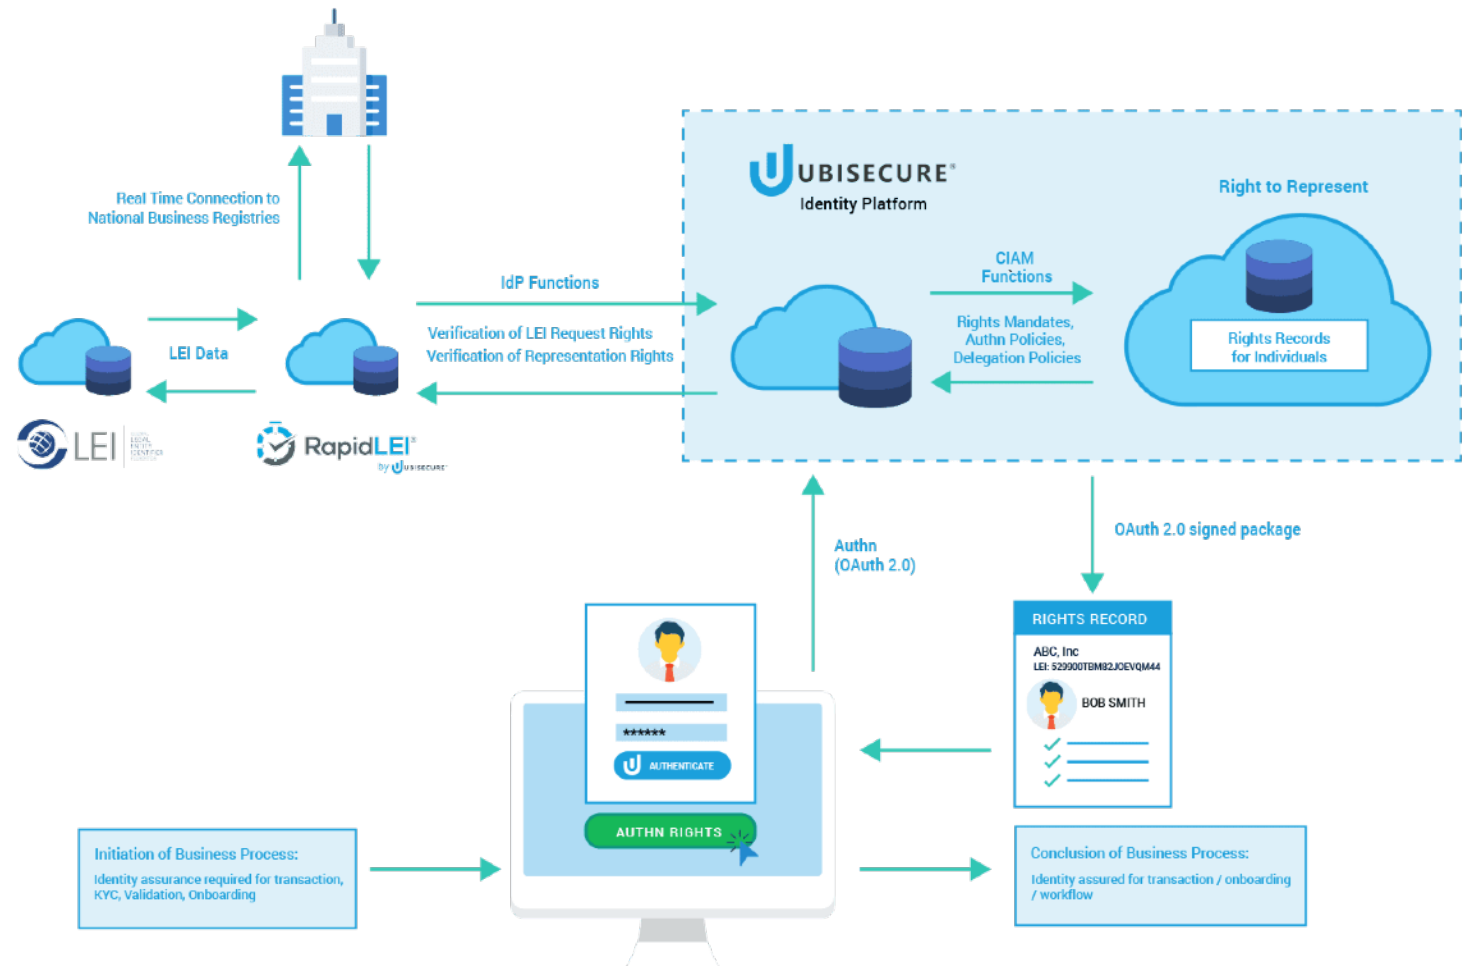 Real Time Connection to
National Business Registries
LEI Data
LEI
RapidLEI®
by UBISECURE
IdP Functions
Verification of LEI Request Rights
Verification of Representation Rights
UBISECURE®
Identity Platform
CIAM
Functions
Rights Mandates,
Authn Policies,
Delegation Policies
Right to Represent
Rights Records
for Individuals
Authn
(OAuth 2.0)
OAuth 2.0 signed package
RIGHTS RECORD
ABC, Inc
LEI: 529900TBM82JOEVQM44
BOB SMITH
******
AUTHENTICATE
AUTHN RIGHTS
Initiation of Business Process:
Identity assurance required for transaction,
KYC, Validation, Onboarding
Conclusion of Business Process:
Identity assured for transaction / onboarding
/ workflow